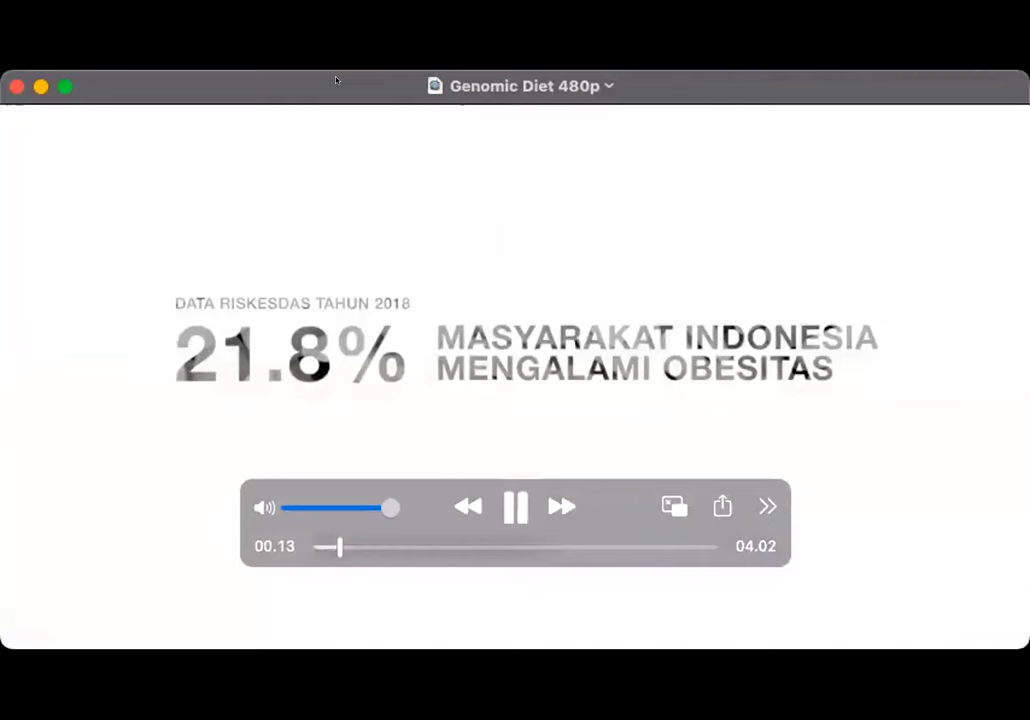 Genomic Diet 480p
DATA RISKESDAS TAHUN 2018
21.8%
MASYARAKAT INDONESIA
MENGALAMI OBESITAS
00.13
04.02